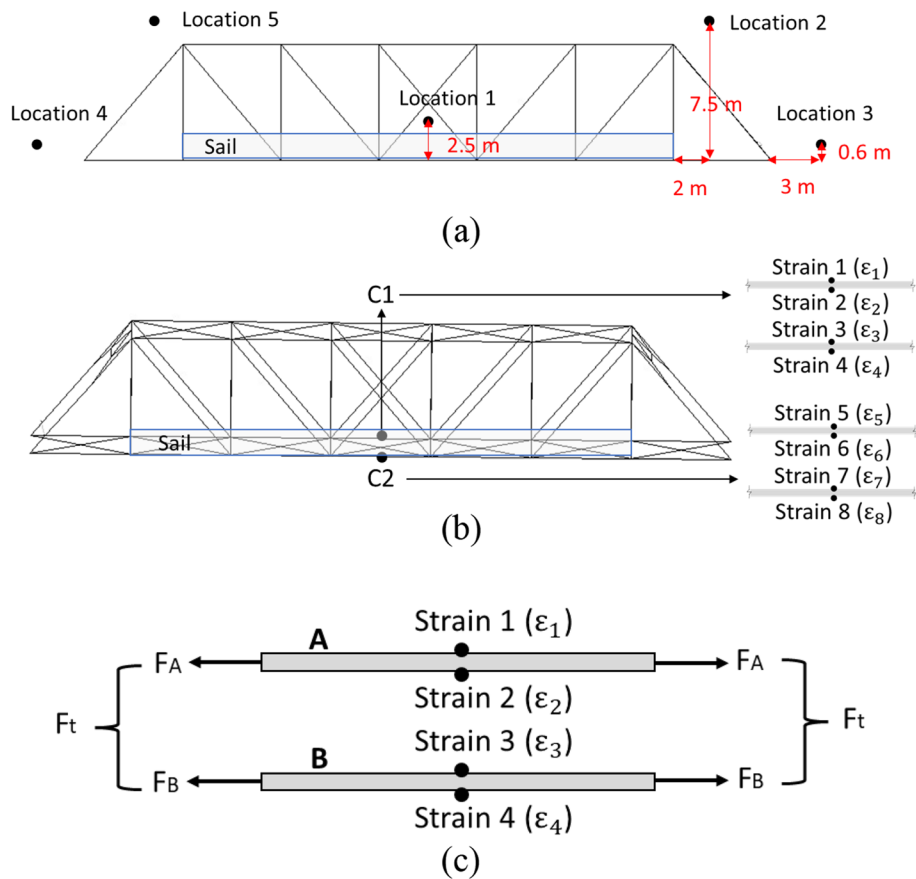 Location 5
Location 2
Location 1
Location 4
7.5 m
Location 3
Sail
2.5 m
0.6 m
2 m
3 m
(a)
C1
Strain 1 (ε₁)
Strain 2 (ε₂)
Strain 3 (ε₃)
Strain 4 (ε₄)
Sail
C2
Strain 5 (ε₅)
Strain 6 (ε₆)
Strain 7 (ε₇)
Strain 8 (ε₈)
(b)
Strain 1 (ε₁)
A
FA
FA
Strain 2 (ε₂)
Ft
Ft
Strain 3 (ε₃)
B
FB
FB
Strain 4 (ε₄)
(c)